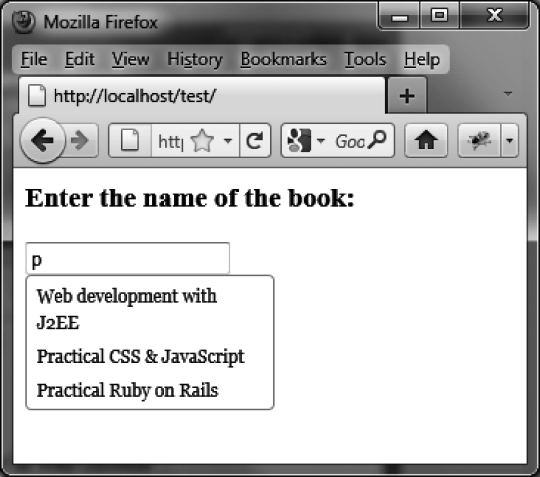 Mozilla Firefox
File Edit View History Bookmarks Tools Help
http://localhost/test/
http
Goo
Enter the name of the book:
p
Web development with
J2EE
Practical CSS & JavaScript
Practical Ruby on Rails